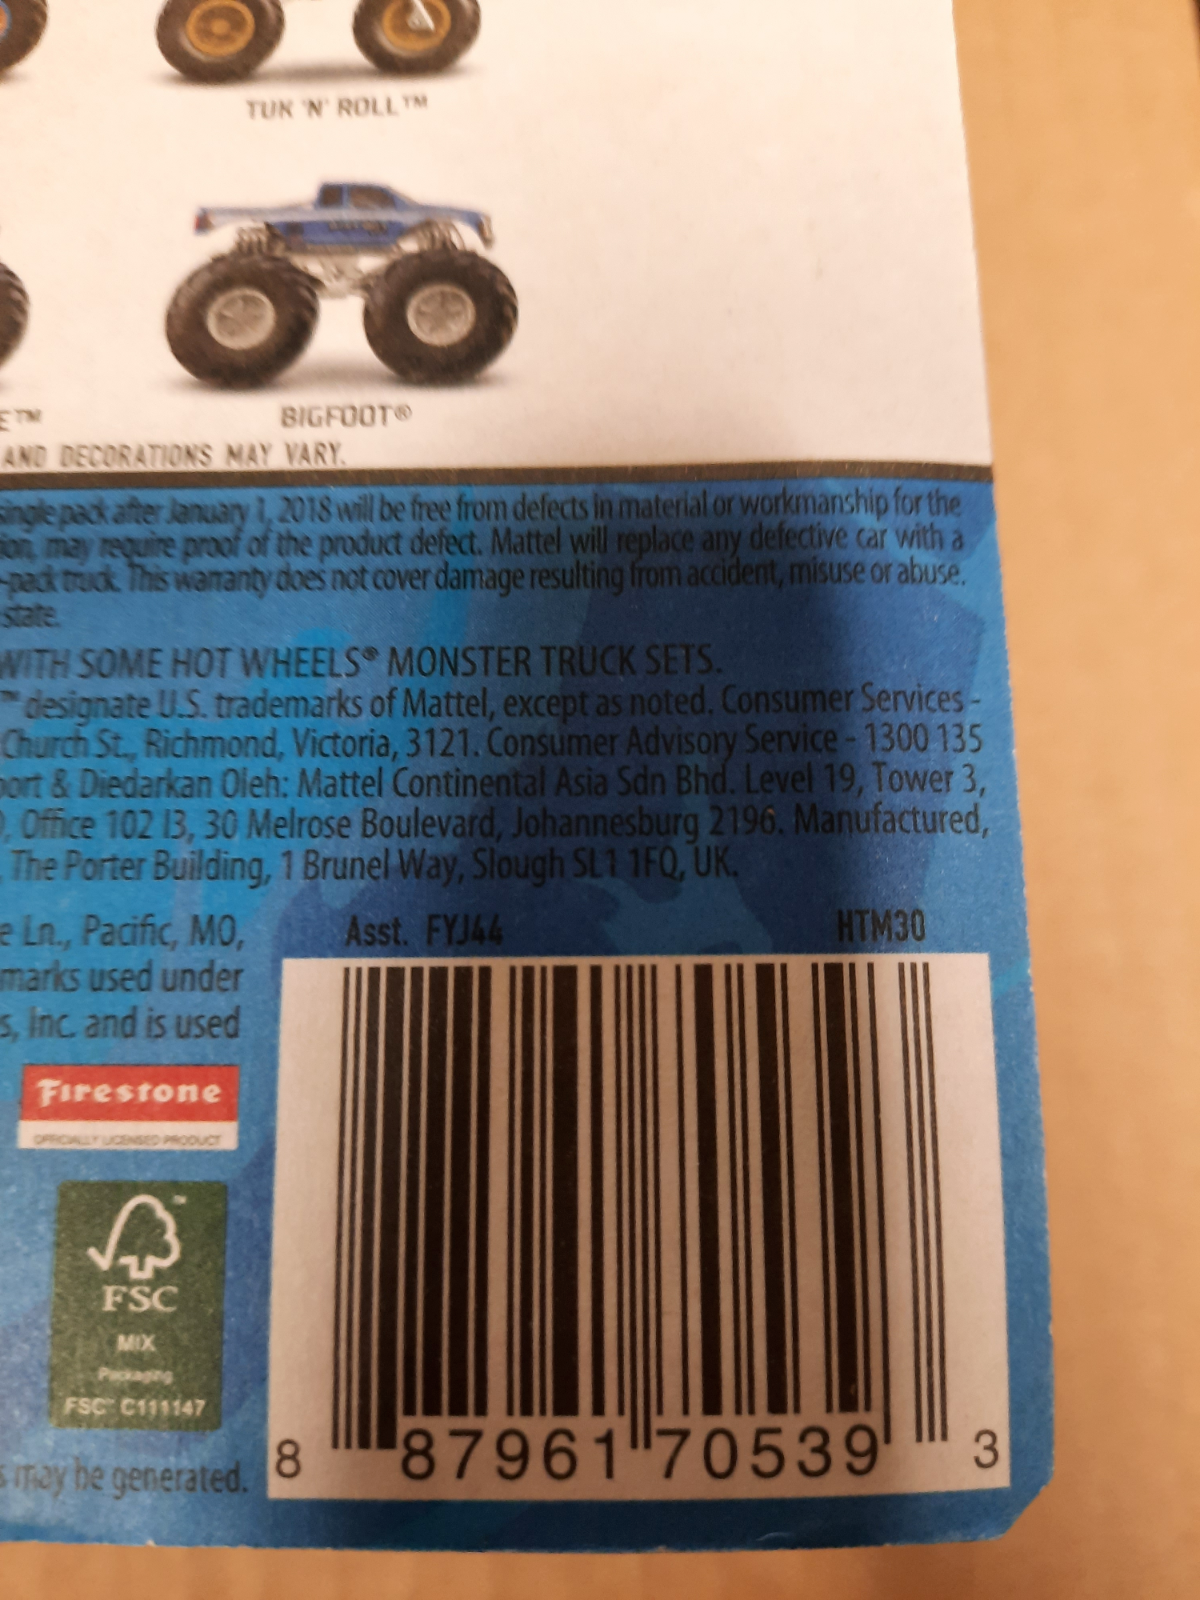 TUK 'N' ROLL™
E™
BIGFOOT®
AND DECORATIONS MAY VARY.
single pack after January 1, 2018 will be free from defects in material or workmanship for the
tion, may require proof of the product defect. Mattel will replace any defective car with a
-pack truck. This warranty does not cover damage resulting from accident, misuse or abuse.
state.
WITH SOME HOT WHEELS® MONSTER TRUCK SETS.
™ designate U.S. trademarks of Mattel, except as noted. Consumer Services -
Church St., Richmond, Victoria, 3121. Consumer Advisory Service - 1300 135
port & Diedarkan Oleh: Mattel Continental Asia Sdn Bhd. Level 19, Tower 3,
, Office 102 I3, 30 Melrose Boulevard, Johannesburg 2196. Manufactured,
, The Porter Building, 1 Brunel Way, Slough SL1 1FQ, UK.
e Ln., Pacific, MO,
marks used under
s, Inc. and is used
Asst. FYJ44
HTM30
Firestone
OFFICIALLY LICENSED PRODUCT
™
FSC
MIX
Packaging
FSC™ C111147
s may be generated.
8 87961 70539 3